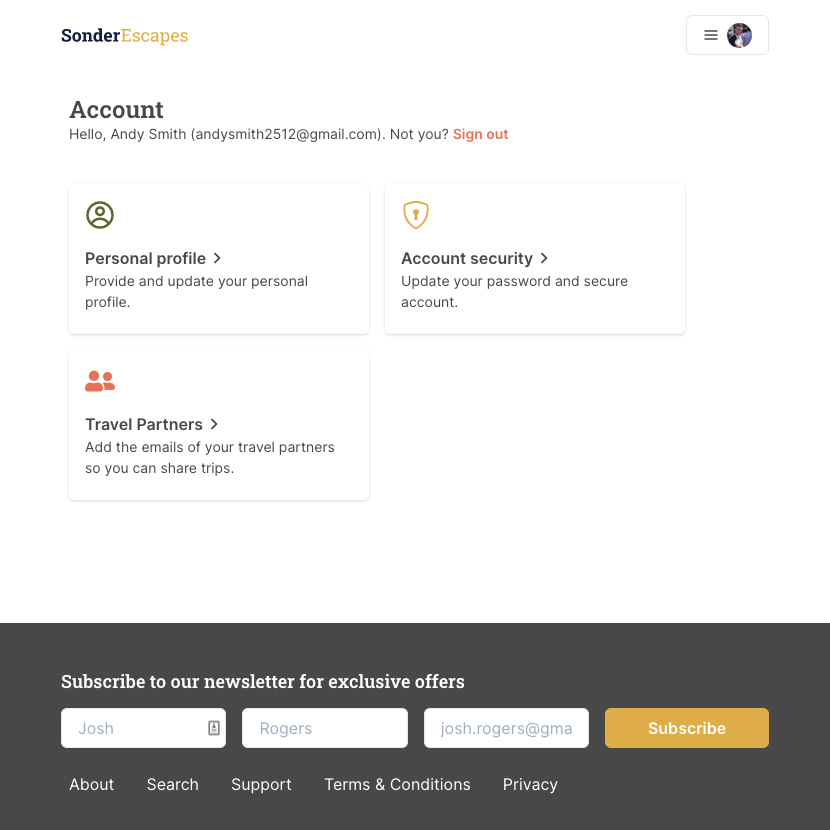 SonderEscapes
Account
Hello, Andy Smith (andysmith2512@gmail.com). Not you? Sign out
Personal profile
Provide and update your personal
profile.
Account security
Update your password and secure
account.
Travel Partners
Add the emails of your travel partners
so you can share trips.
Subscribe to our newsletter for exclusive offers
Josh
Rogers
josh.rogers@gma
Subscribe
About Search Support Terms & Conditions Privacy